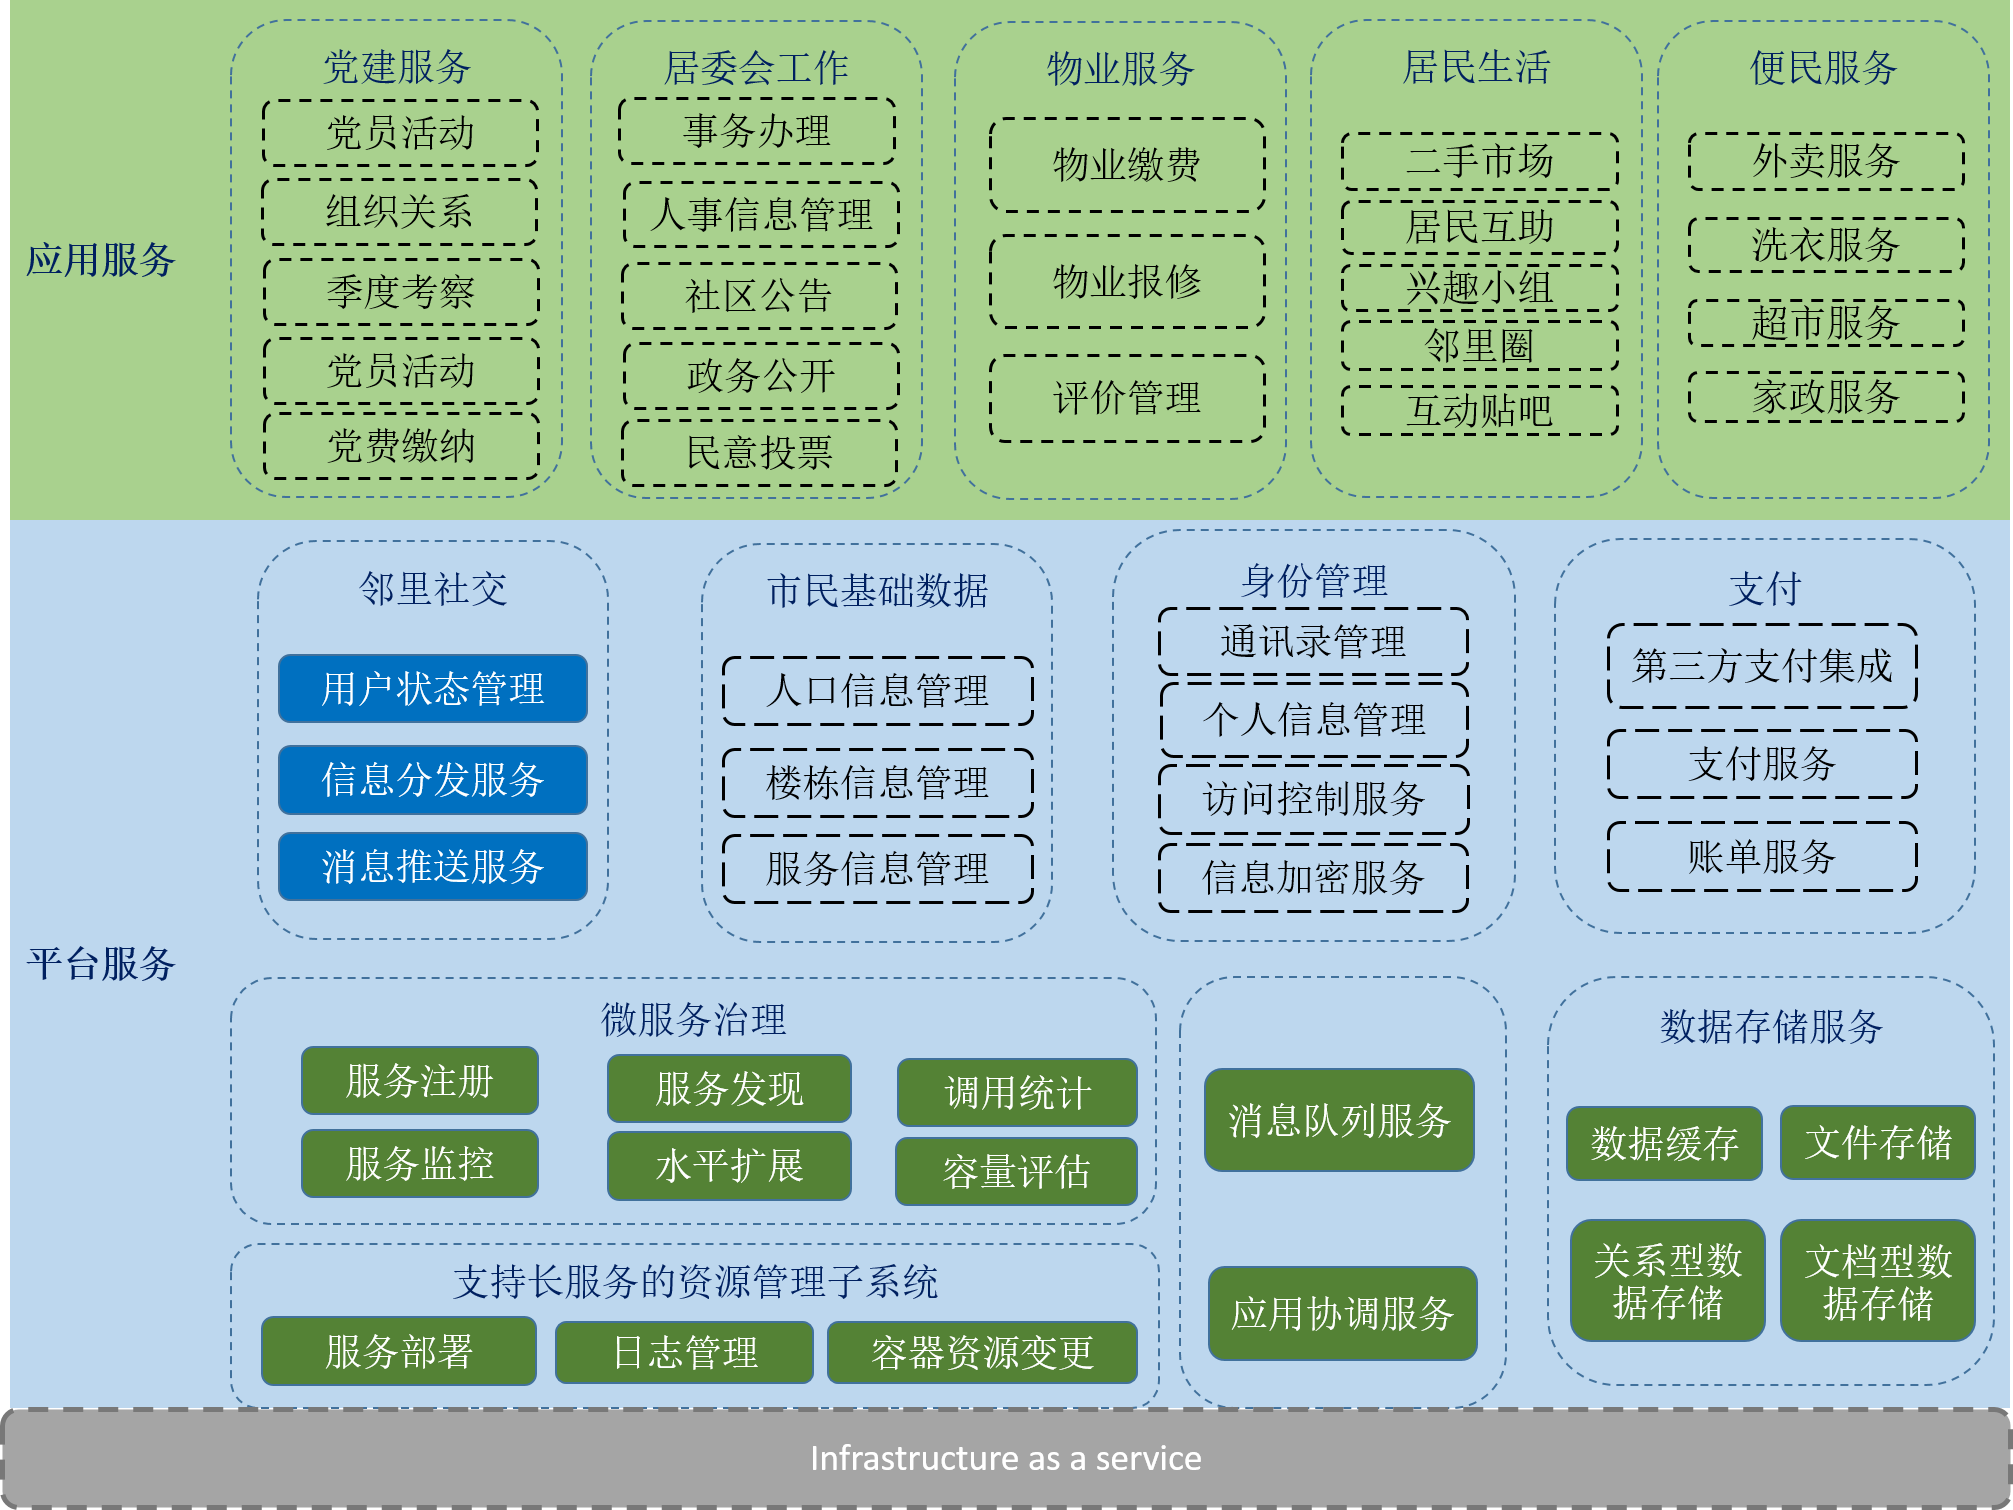 应用服务
党建服务
党员活动
组织关系
季度考察
党员活动
党费缴纳
居委会工作
事务办理
人事信息管理
社区公告
政务公开
民意投票
物业服务
物业缴费
物业报修
评价管理
居民生活
二手市场
居民互助
兴趣小组
邻里圈
互动贴吧
便民服务
外卖服务
洗衣服务
超市服务
家政服务
平台服务
邻里社交
用户状态管理
信息分发服务
消息推送服务
市民基础数据
人口信息管理
楼栋信息管理
服务信息管理
身份管理
通讯录管理
个人信息管理
访问控制服务
信息加密服务
支付
第三方支付集成
支付服务
账单服务
微服务治理
服务注册
服务发现
调用统计
服务监控
水平扩展
容量评估
支持长服务的资源管理子系统
服务部署
日志管理
容器资源变更
消息队列服务
应用协调服务
数据存储服务
数据缓存
文件存储
关系型数
据存储
文档型数
据存储
Infrastructure as a service